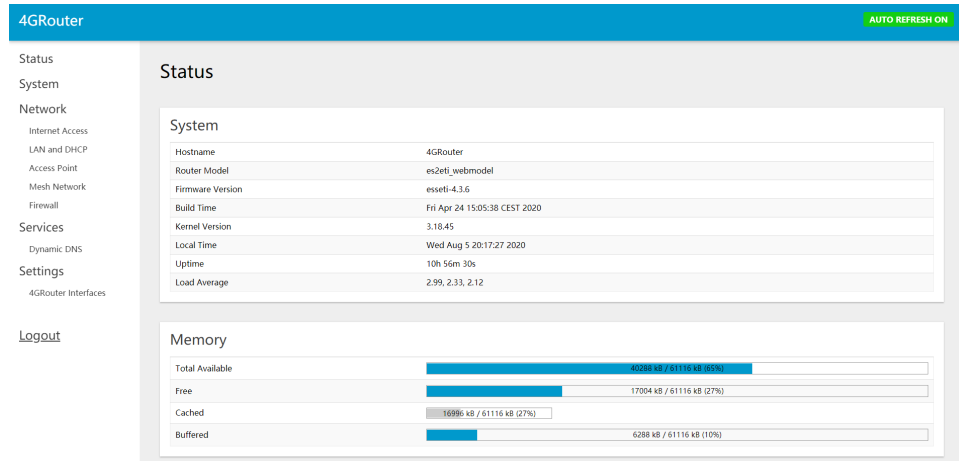 4GRouter
AUTO REFRESH ON
Status
System
Network
Internet Access
LAN and DHCP
Access Point
Mesh Network
Firewall
Services
Dynamic DNS
Settings
4GRouter Interfaces
Logout
Status
System
Hostname 4GRouter
Router Model es2eti_webmodel
Firmware Version esseti-4.3.6
Build Time Fri Apr 24 15:05:38 CEST 2020
Kernel Version 3.18.45
Local Time Wed Aug 5 20:17:27 2020
Uptime 10h 56m 30s
Load Average 2.99, 2.33, 2.12
Memory
Total Available 40288 kB / 61116 kB (65%)
Free 17004 kB / 61116 kB (27%)
Cached 16996 kB / 61116 kB (27%)
Buffered 6288 kB / 61116 kB (10%)